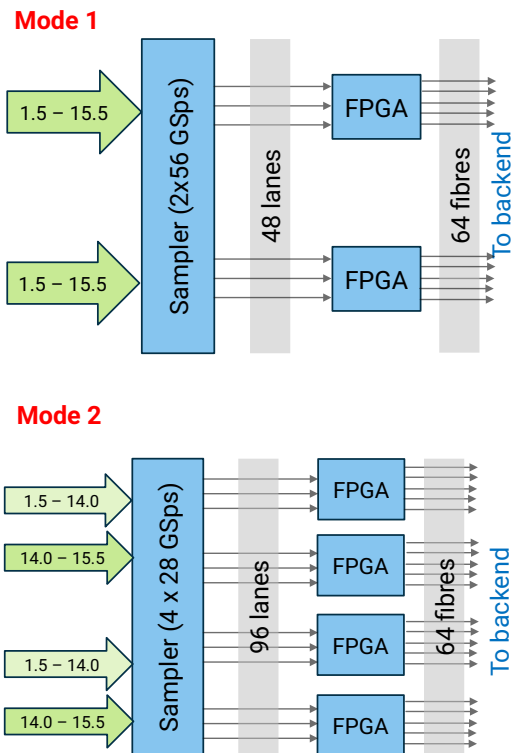 Mode 1
1.5 – 15.5
1.5 – 15.5
Sampler (2x56 GSps)
48 lanes
FPGA
FPGA
64 fibres
To backend
Mode 2
1.5 – 14.0
14.0 – 15.5
1.5 – 14.0
14.0 – 15.5
Sampler (4 x 28 GSps)
96 lanes
FPGA
FPGA
FPGA
FPGA
64 fibres
To backend